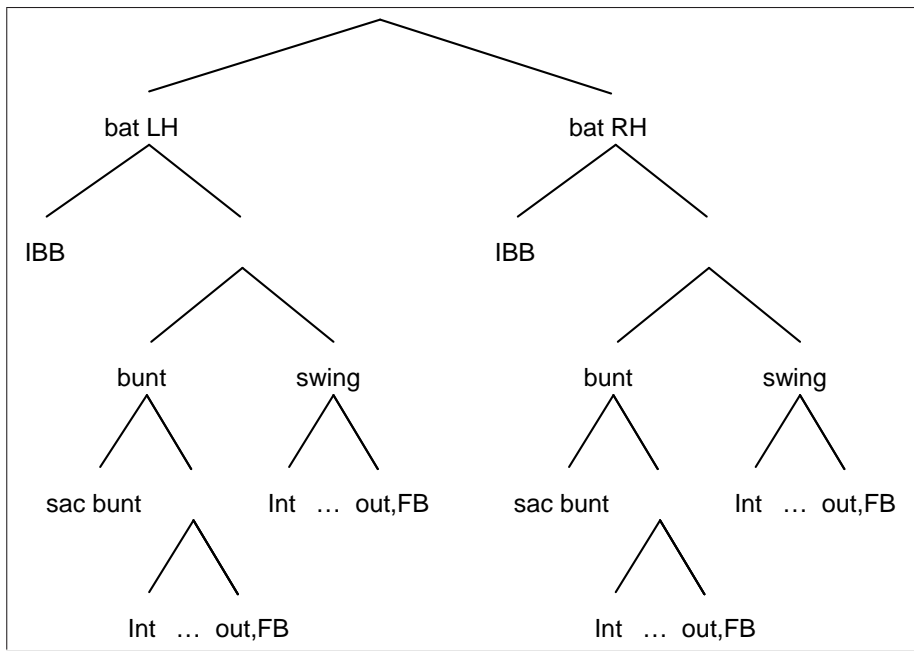 bat LH bat RH
IBB IBB
bunt swing bunt swing
sac bunt Int … out,FB sac bunt Int … out,FB
Int … out,FB Int … out,FB